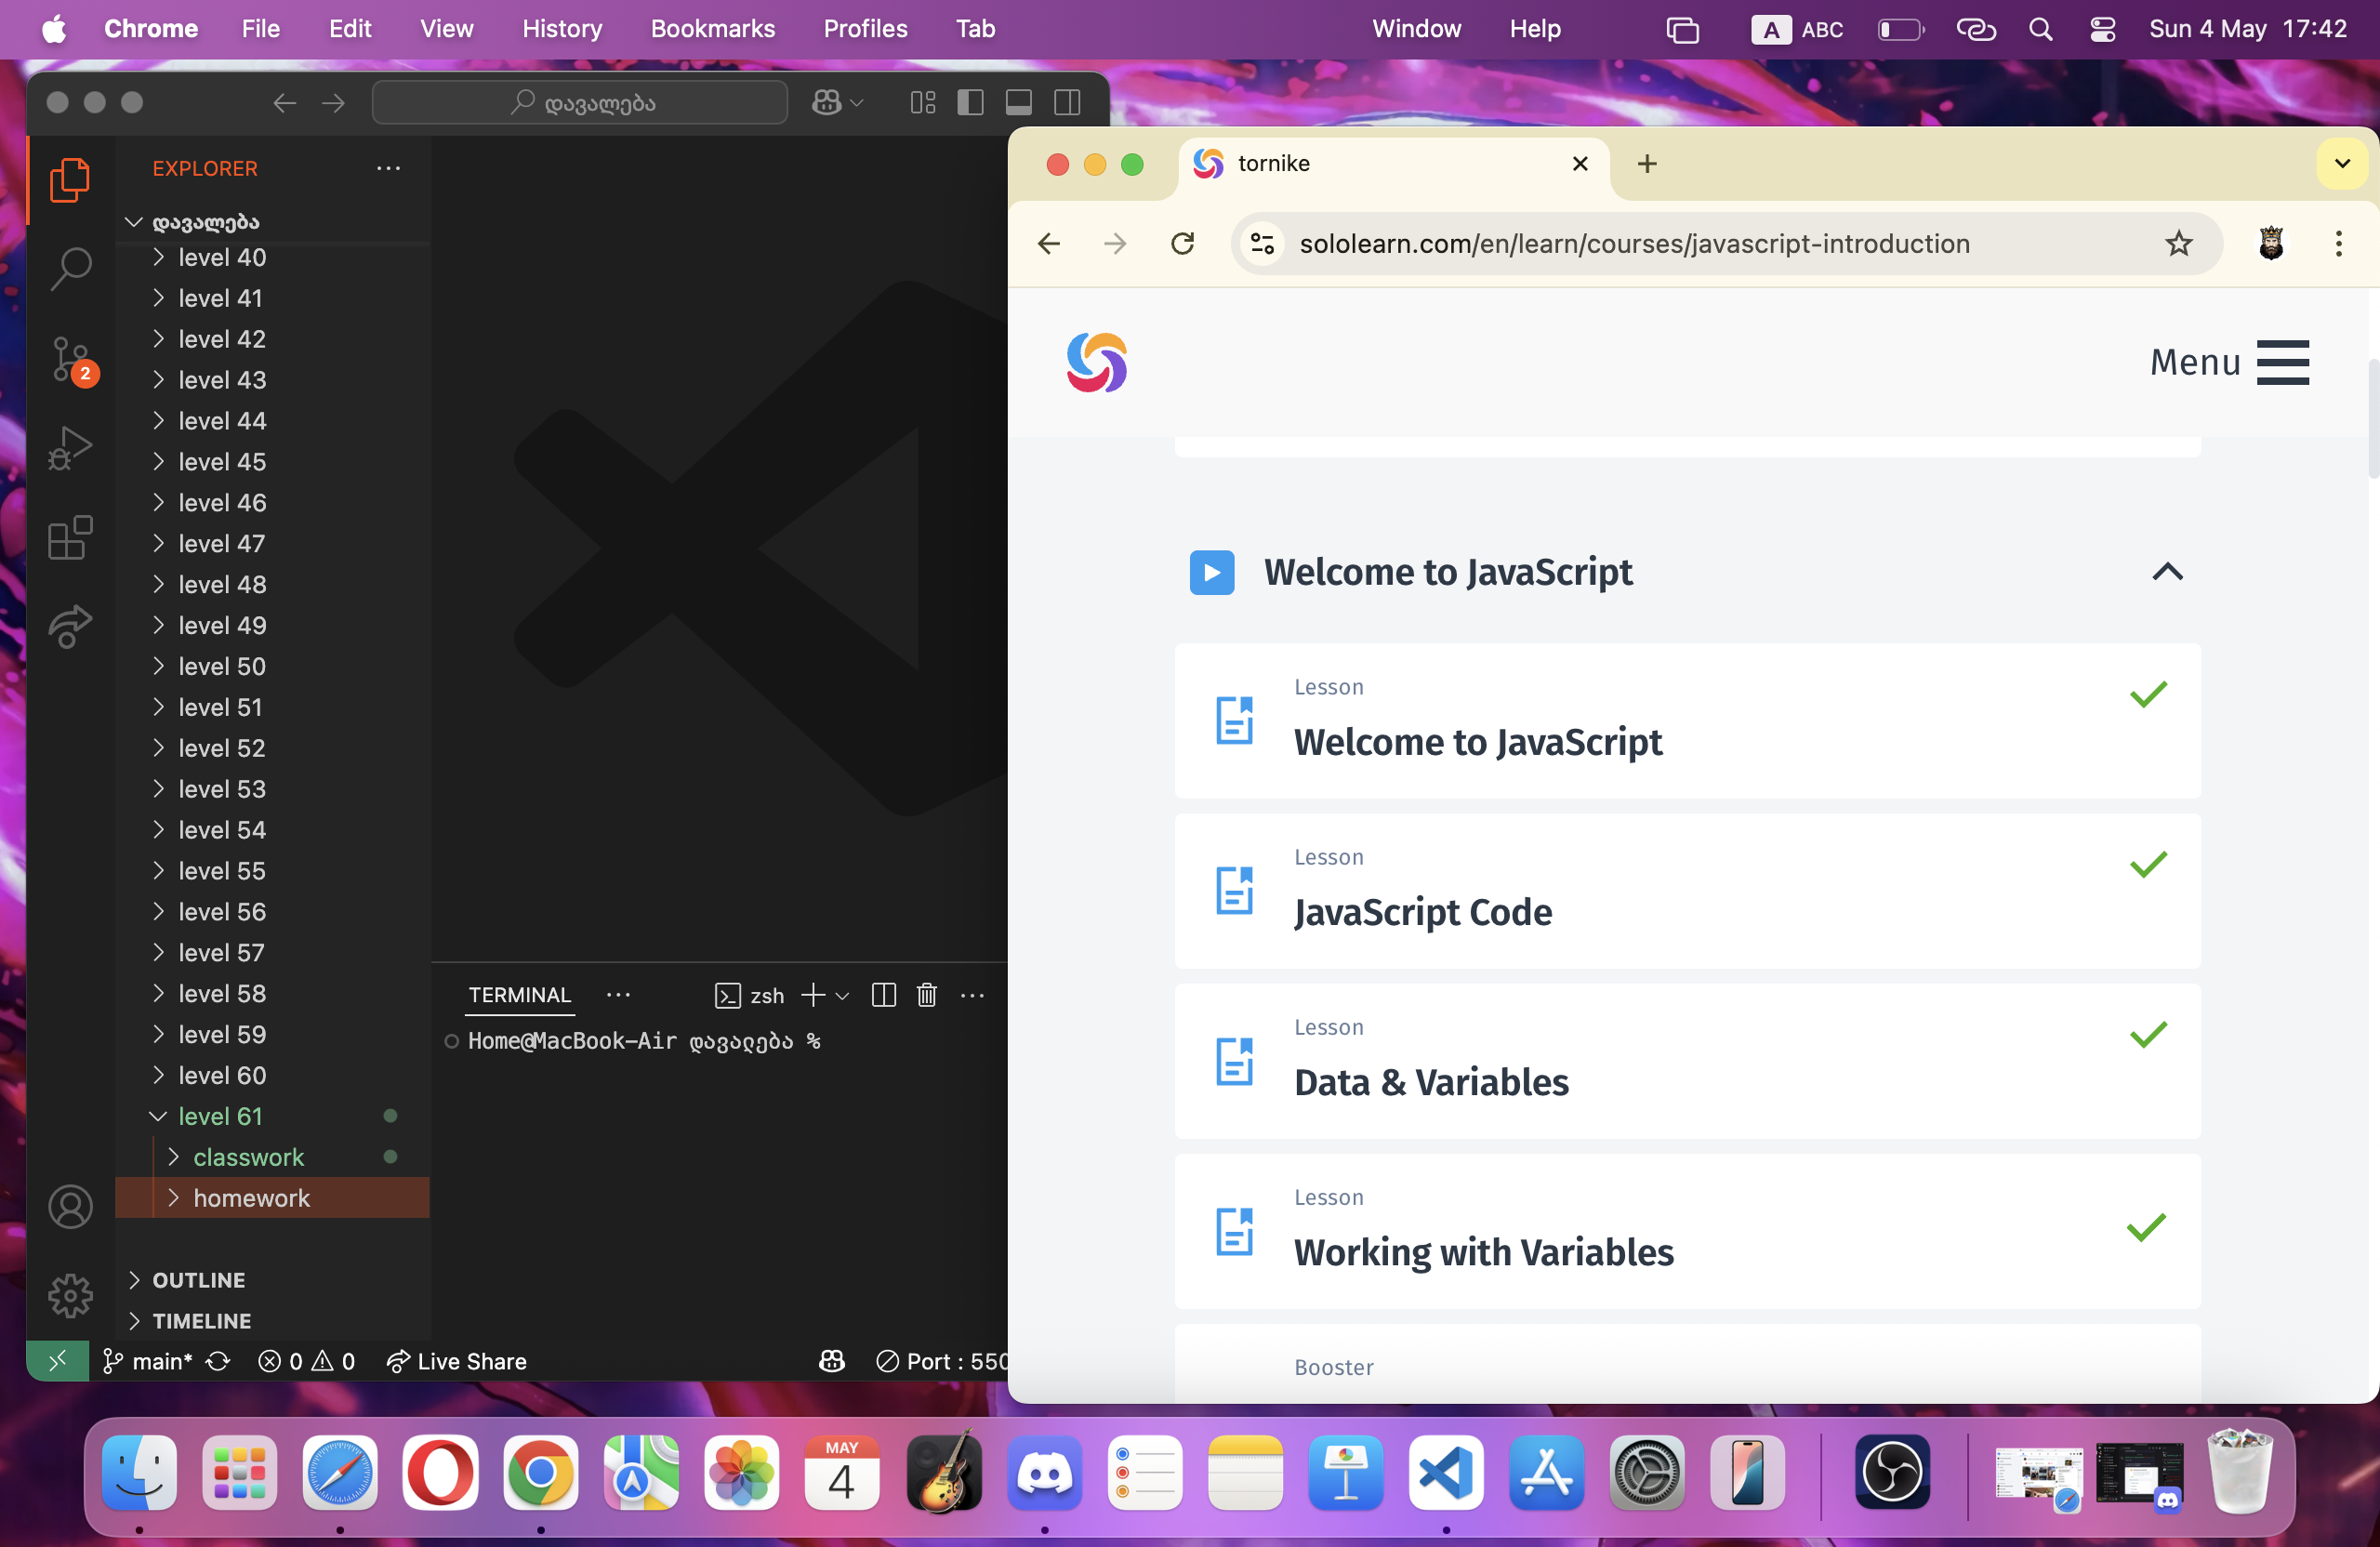 Chrome File Edit View History Bookmarks Profiles Tab Window Help A ABC Sun 4 May 17:42
დავალება
EXPLORER
დავალება
level 40
level 41
level 42
level 43
level 44
level 45
level 46
level 47
level 48
level 49
level 50
level 51
level 52
level 53
level 54
level 55
level 56
level 57
level 58
level 59
level 60
level 61
classwork
homework
OUTLINE
TIMELINE
2
TERMINAL
zsh
Home@MacBook-Air დავალება %
main* 0 0 Live Share Port : 550
tornike
sololearn.com/en/learn/courses/javascript-introduction
Menu
Welcome to JavaScript
Lesson
Welcome to JavaScript
Lesson
JavaScript Code
Lesson
Data & Variables
Lesson
Working with Variables
Booster
MAY
4